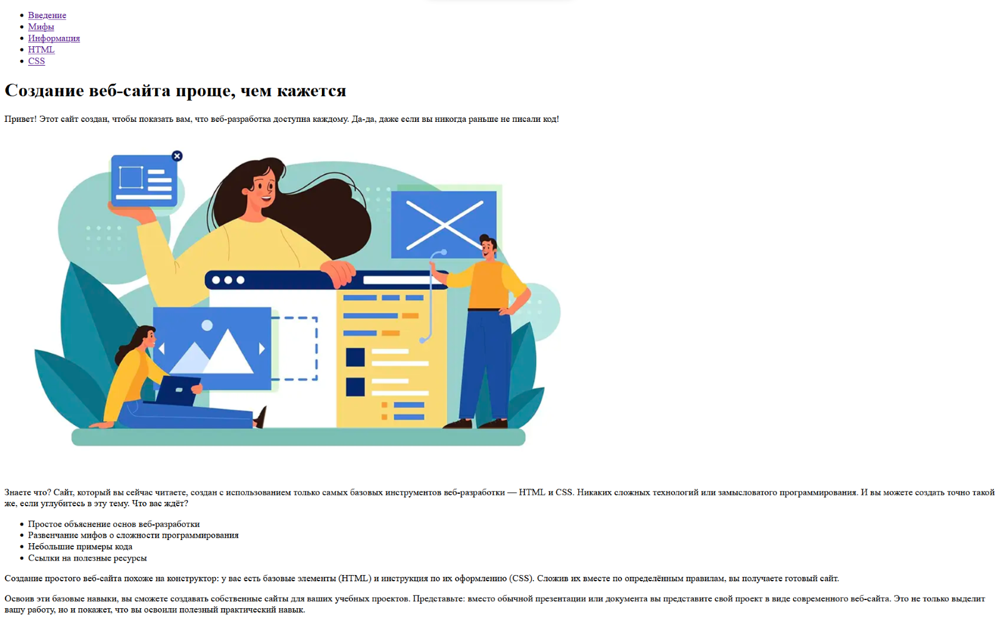 Введение
Мифы
Информация
HTML
CSS
Создание веб-сайта проще, чем кажется
Привет! Этот сайт создан, чтобы показать вам, что веб-разработка доступна каждому. Да-да, даже если вы никогда раньше не писали код!
Знаете что? Сайт, который вы сейчас читаете, создан с использованием только самых базовых инструментов веб-разработки — HTML и CSS. Никаких сложных технологий или замысловатого программирования. И вы можете создать точно такой
же, если углубитесь в эту тему. Что вас ждёт?
Простое объяснение основ веб-разработки
Развенчание мифов о сложности программирования
Небольшие примеры кода
Ссылки на полезные ресурсы
Создание простого веб-сайта похоже на конструктор: у вас есть базовые элементы (HTML) и инструкция по их оформлению (CSS). Сложив их вместе по определённым правилам, вы получаете готовый сайт.
Освоив эти базовые навыки, вы сможете создавать собственные сайты для ваших учебных проектов. Представьте: вместо обычной презентации или документа вы представите свой проект в виде современного веб-сайта. Это не только выделит
вашу работу, но и покажет, что вы освоили полезный практический навык.